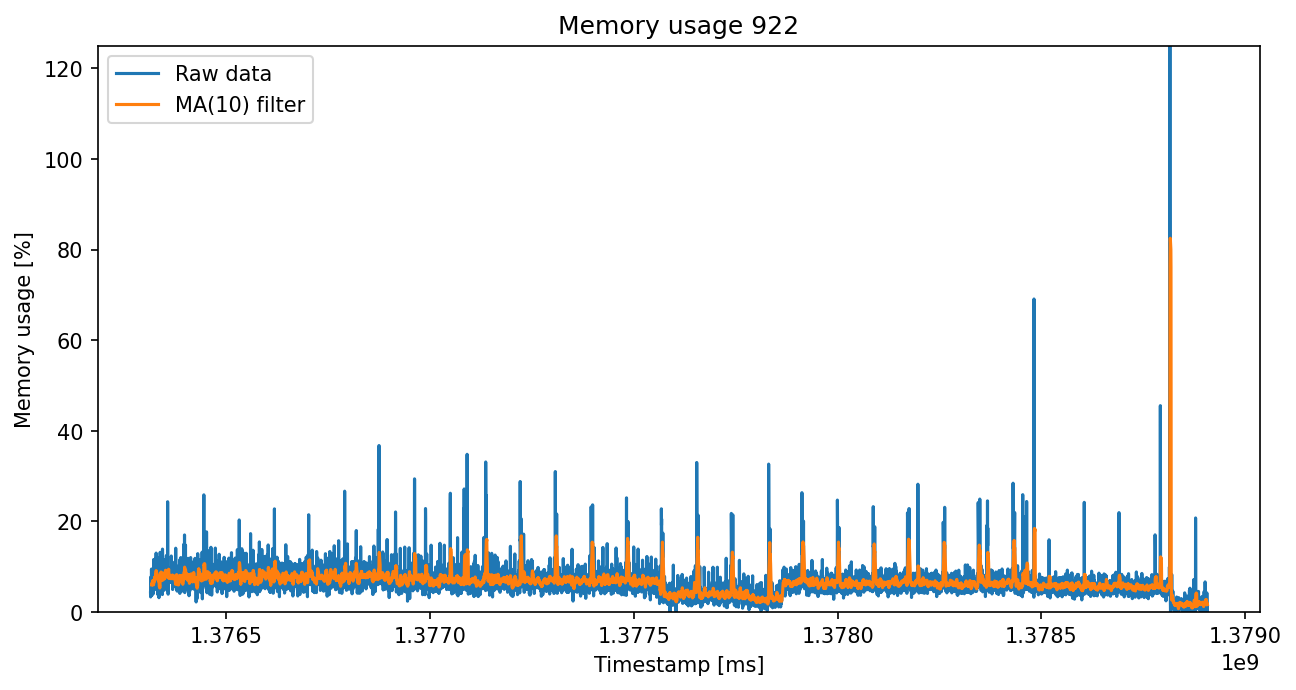 Memory usage 922
Raw data
MA(10) filter
Memory usage [%]
120
100
80
60
40
20
0
1.3765 1.3770 1.3775 1.3780 1.3785 1.3790
1e9
Timestamp [ms]